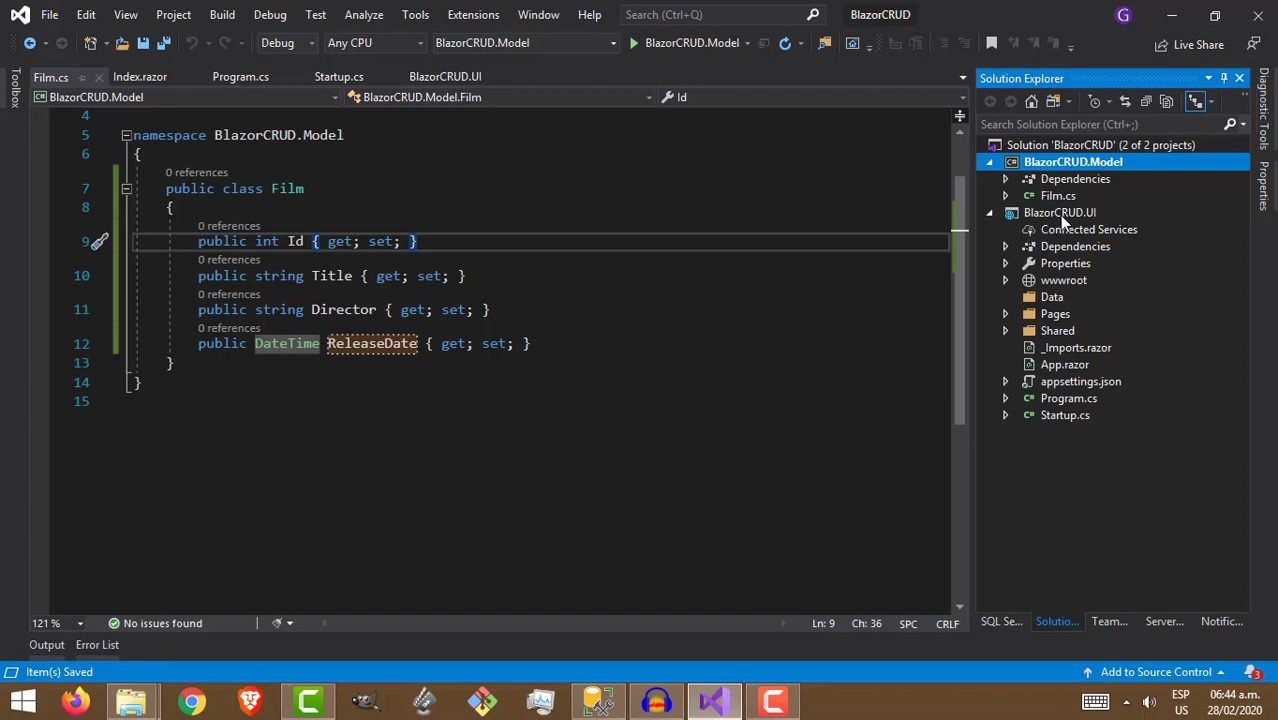 File Edit View Project Build Debug Test Analyze Tools Extensions Window Help Search (Ctrl+Q) BlazorCRUD G
Debug Any CPU BlazorCRUD.Model BlazorCRUD.Model Live Share
Film.cs Index.razor Program.cs Startup.cs BlazorCRUD.UI
BlazorCRUD.Model BlazorCRUD.Model.Film Id
Toolbox
4
5 namespace BlazorCRUD.Model
6 {
0 references
7 public class Film
8 {
0 references
9 public int Id { get; set; }
0 references
10 public string Title { get; set; }
0 references
11 public string Director { get; set; }
0 references
12 public DateTime ReleaseDate { get; set; }
13 }
14 }
15
121 % No issues found Ln: 9 Ch: 36 SPC CRLF
Output Error List
Solution Explorer
Search Solution Explorer (Ctrl+;)
Solution 'BlazorCRUD' (2 of 2 projects)
BlazorCRUD.Model
Dependencies
Film.cs
BlazorCRUD.UI
Connected Services
Dependencies
Properties
wwwroot
Data
Pages
Shared
_Imports.razor
App.razor
appsettings.json
Program.cs
Startup.cs
SQL Se... Solutio... Team... Server... Notific...
Diagnostic Tools
Properties
Item(s) Saved Add to Source Control 3
ESP 06:44 a.m.
US 28/02/2020